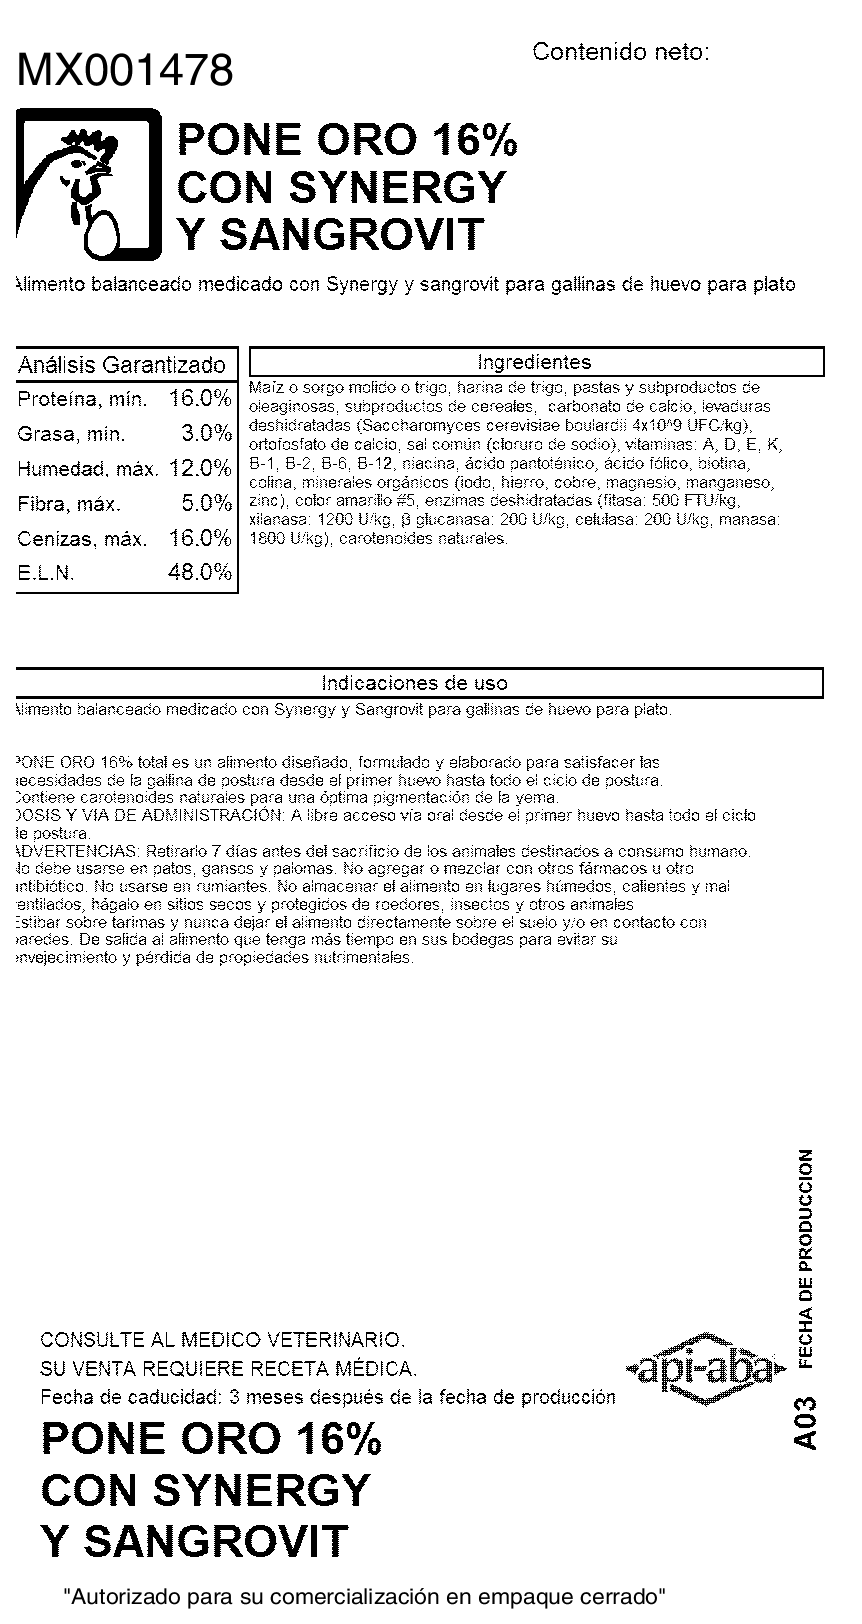 Contenido neto:
MX001478
PONE ORO 16%
CON SYNERGY
Y SANGROVIT
Alimento balanceado medicado con Synergy y sangrovit para gallinas de huevo para plato
Análisis Garantizado
Proteína, mín. 16.0%
Grasa, mín. 3.0%
Humedad, máx. 12.0%
Fibra, máx. 5.0%
Cenizas, máx. 16.0%
E.L.N. 48.0%
Ingredientes
Maíz o sorgo molido o trigo, harina de trigo, pastas y subproductos de
oleaginosas, subproductos de cereales, carbonato de calcio, levaduras
deshidratadas (Saccharomyces cerevisiae boulardii 4x10^9 UFC/kg),
ortofosfato de calcio, sal común (cloruro de sodio), vitaminas: A, D, E, K,
B-1, B-2, B-6, B-12, niacina, ácido pantoténico, ácido fólico, biotina,
colina, minerales orgánicos (iodo, hierro, cobre, magnesio, manganeso,
zinc), color amarillo #5, enzimas deshidratadas (fitasa: 500 FTU/kg,
xilanasa: 1200 U/kg, β glucanasa: 200 U/kg, celulasa: 200 U/kg, manasa:
1800 U/kg), carotenoides naturales.
Indicaciones de uso
Alimento balanceado medicado con Synergy y Sangrovit para gallinas de huevo para plato.
PONE ORO 16% total es un alimento diseñado, formulado y elaborado para satisfacer las
necesidades de la gallina de postura desde el primer huevo hasta todo el ciclo de postura.
Contiene carotenoides naturales para una óptima pigmentación de la yema.
DOSIS Y VIA DE ADMINISTRACIÓN: A libre acceso vía oral desde el primer huevo hasta todo el ciclo
de postura.
ADVERTENCIAS: Retirarlo 7 días antes del sacrificio de los animales destinados a consumo humano.
No debe usarse en patos, gansos y palomas. No agregar o mezclar con otros fármacos u otro
antibiótico. No usarse en rumiantes. No almacenar el alimento en lugares húmedos, calientes y mal
ventilados, hágalo en sitios secos y protegidos de roedores, insectos y otros animales
Estibar sobre tarimas y nunca dejar el alimento directamente sobre el suelo y/o en contacto con
paredes. De salida al alimento que tenga más tiempo en sus bodegas para evitar su
envejecimiento y pérdida de propiedades nutrimentales.
A03 FECHA DE PRODUCCION
CONSULTE AL MEDICO VETERINARIO.
SU VENTA REQUIERE RECETA MÉDICA.
Fecha de caducidad: 3 meses después de la fecha de producción
api-aba
PONE ORO 16%
CON SYNERGY
Y SANGROVIT
"Autorizado para su comercialización en empaque cerrado"